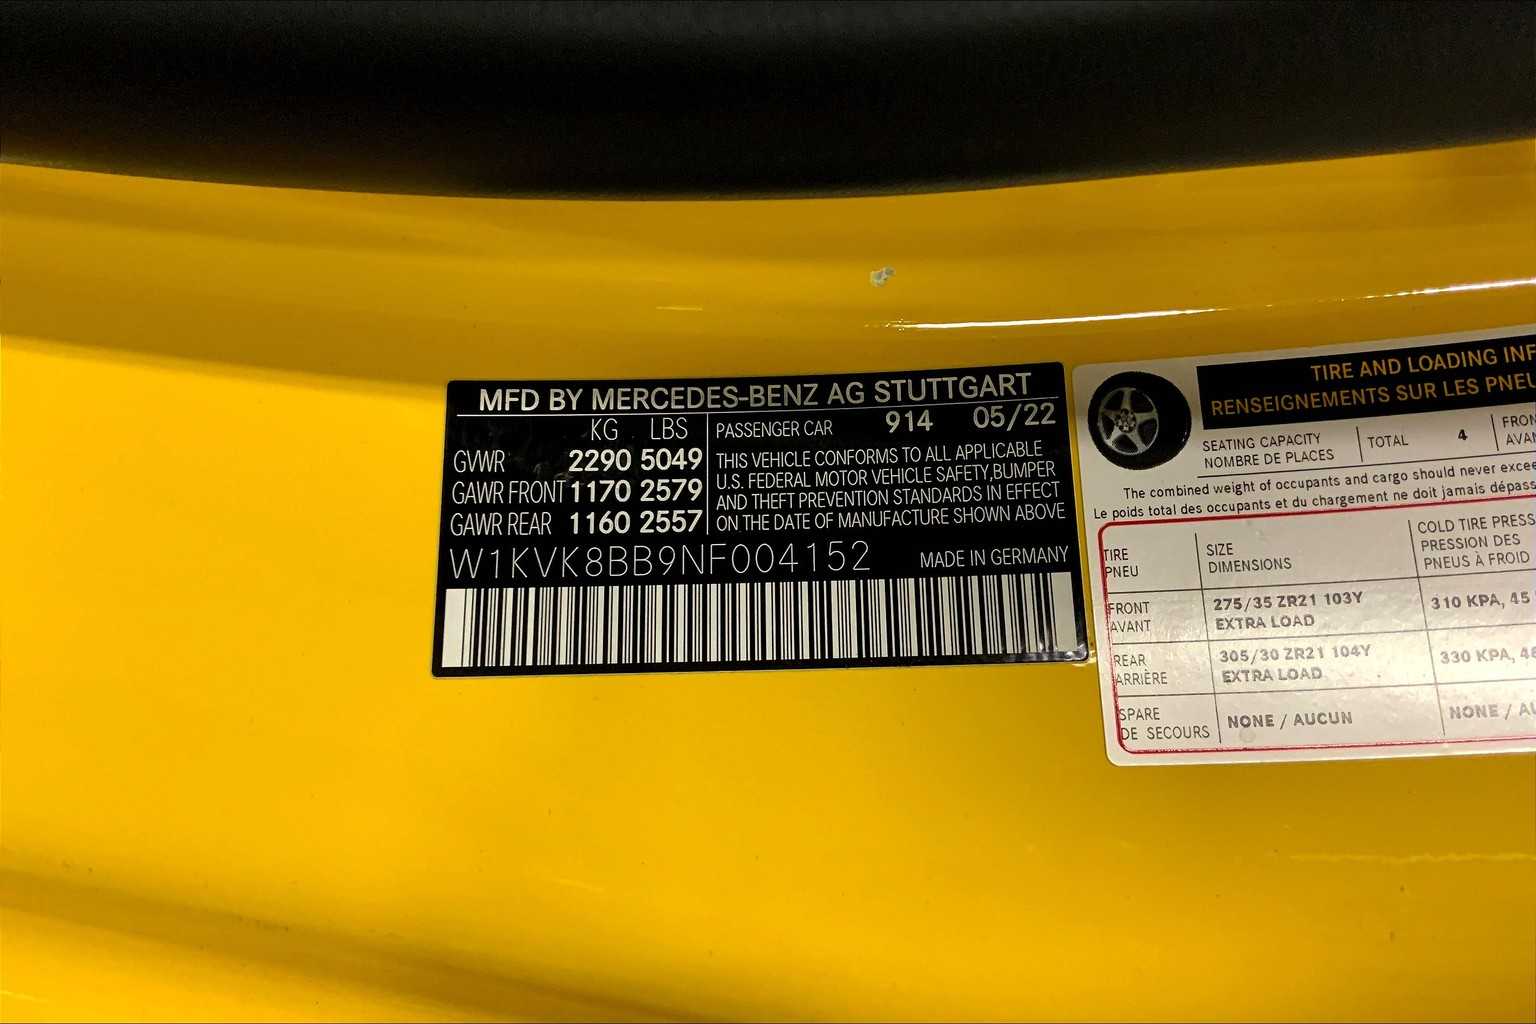 MFD BY MERCEDES-BENZ AG STUTTGART
KG LBS
GVWR 2290 5049
GAWR FRONT 1170 2579
GAWR REAR 1160 2557
PASSENGER CAR 914 05/22
THIS VEHICLE CONFORMS TO ALL APPLICABLE
U.S. FEDERAL MOTOR VEHICLE SAFETY,BUMPER
AND THEFT PREVENTION STANDARDS IN EFFECT
ON THE DATE OF MANUFACTURE SHOWN ABOVE
W1KVK8BB9NF004152 MADE IN GERMANY
TIRE AND LOADING INF
RENSEIGNEMENTS SUR LES PNEU
SEATING CAPACITY
NOMBRE DE PLACES
TOTAL 4
FRON
AVA
The combined weight of occupants and cargo should never excee
Le poids total des occupants et du chargement ne doit jamais dépass
TIRE
PNEU
SIZE
DIMENSIONS
COLD TIRE PRESS
PRESSION DES
PNEUS À FROID
FRONT
AVANT
275/35 ZR21 103Y
EXTRA LOAD
310 KPA, 45
REAR
ARRIÈRE
305/30 ZR21 104Y
EXTRA LOAD
330 KPA, 48
SPARE
DE SECOURS
NONE / AUCUN
NONE / AU